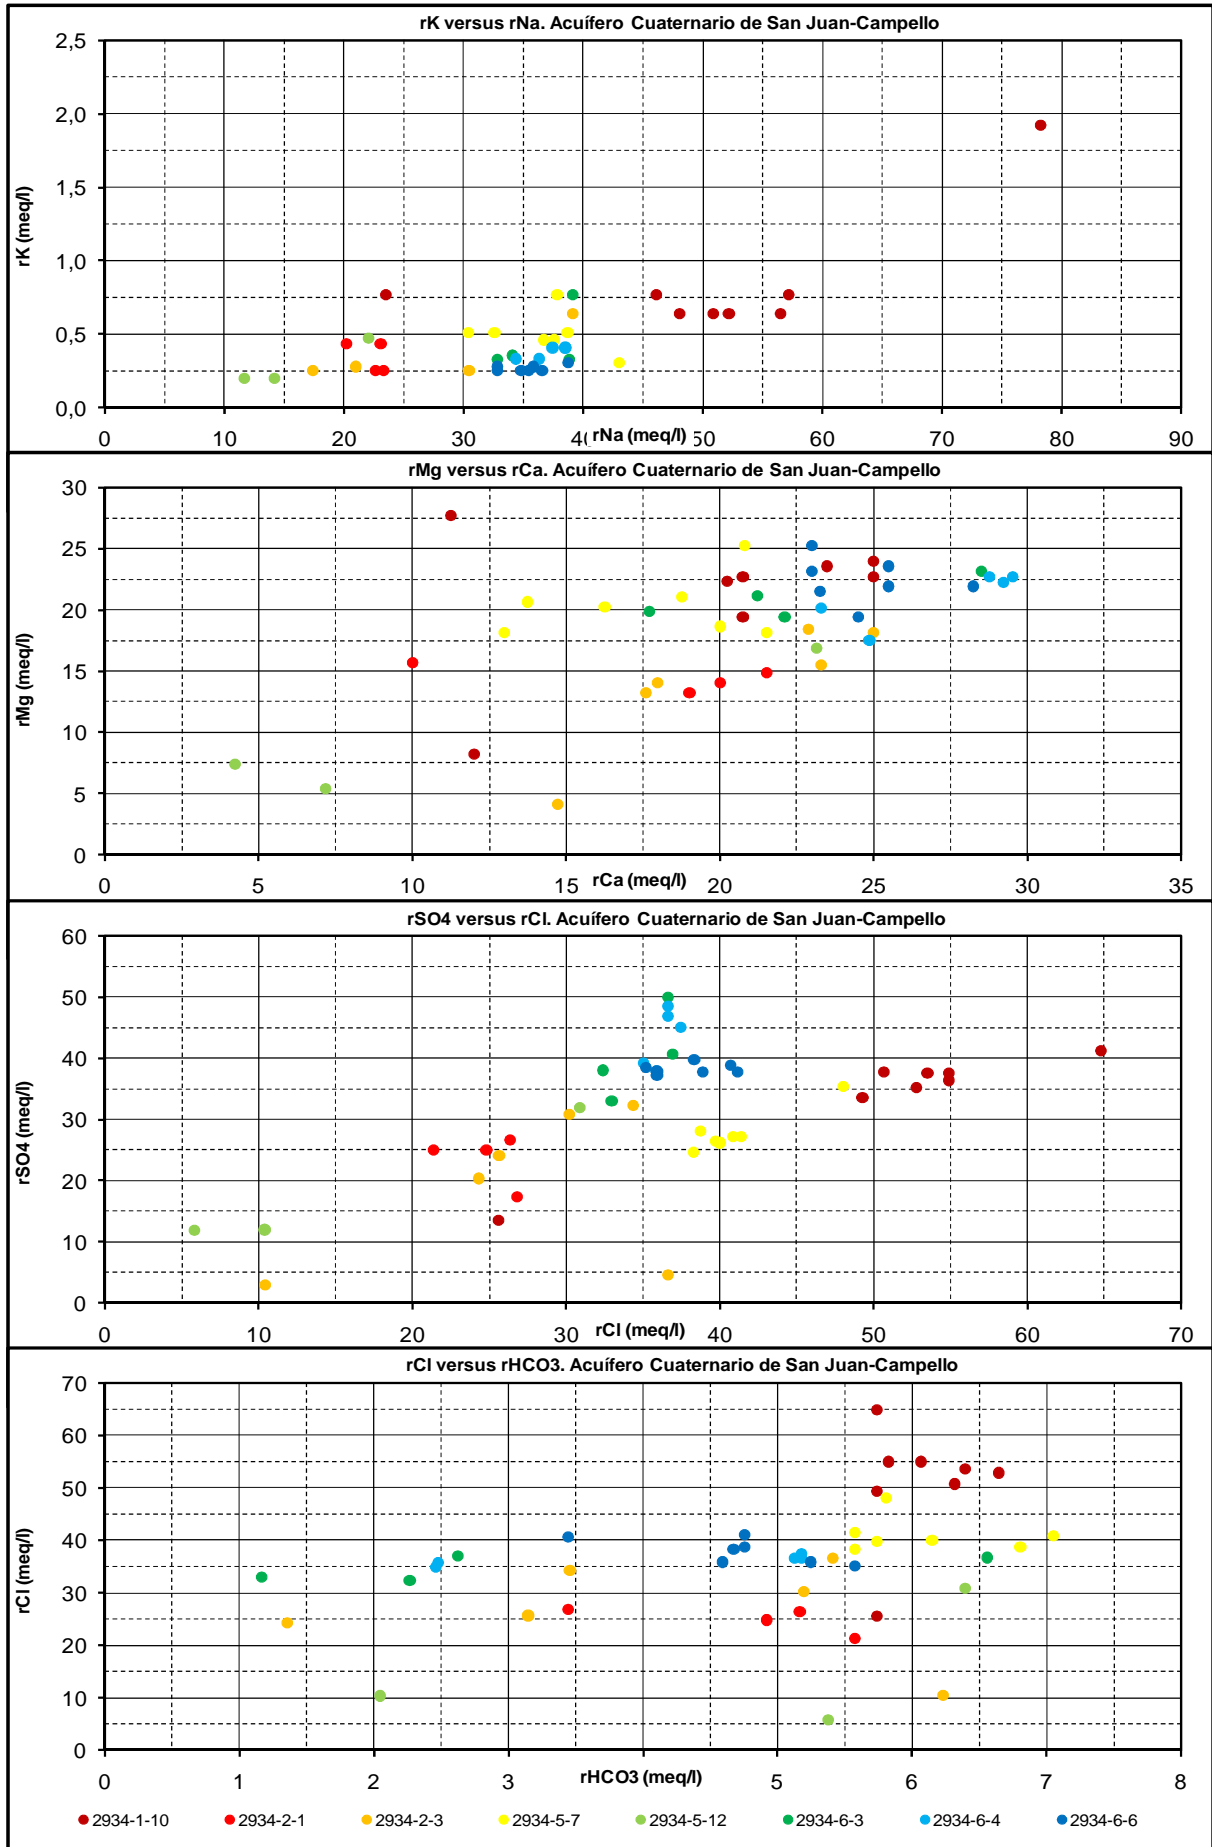 rK versus rNa. Acuífero Cuaternario de San Juan-Campello
2,5
2,0
1,5
1,0
0,5
0,0
rK (meq/l)
0 10 20 30 40 50 60 70 80 90
rNa (meq/l)
rMg versus rCa. Acuífero Cuaternario de San Juan-Campello
30
25
20
15
10
5
0
rMg (meq/l)
0 5 10 15 20 25 30 35
rCa (meq/l)
rSO4 versus rCl. Acuífero Cuaternario de San Juan-Campello
60
50
40
30
20
10
0
rSO4 (meq/l)
0 10 20 30 40 50 60 70
rCl (meq/l)
rCl versus rHCO3. Acuífero Cuaternario de San Juan-Campello
70
60
50
40
30
20
10
0
rCl (meq/l)
0 1 2 3 5 6 7 8
rHCO3 (meq/l)
2934-1-10 2934-2-1 2934-2-3 2934-5-7 2934-5-12 2934-6-3 2934-6-4 2934-6-6